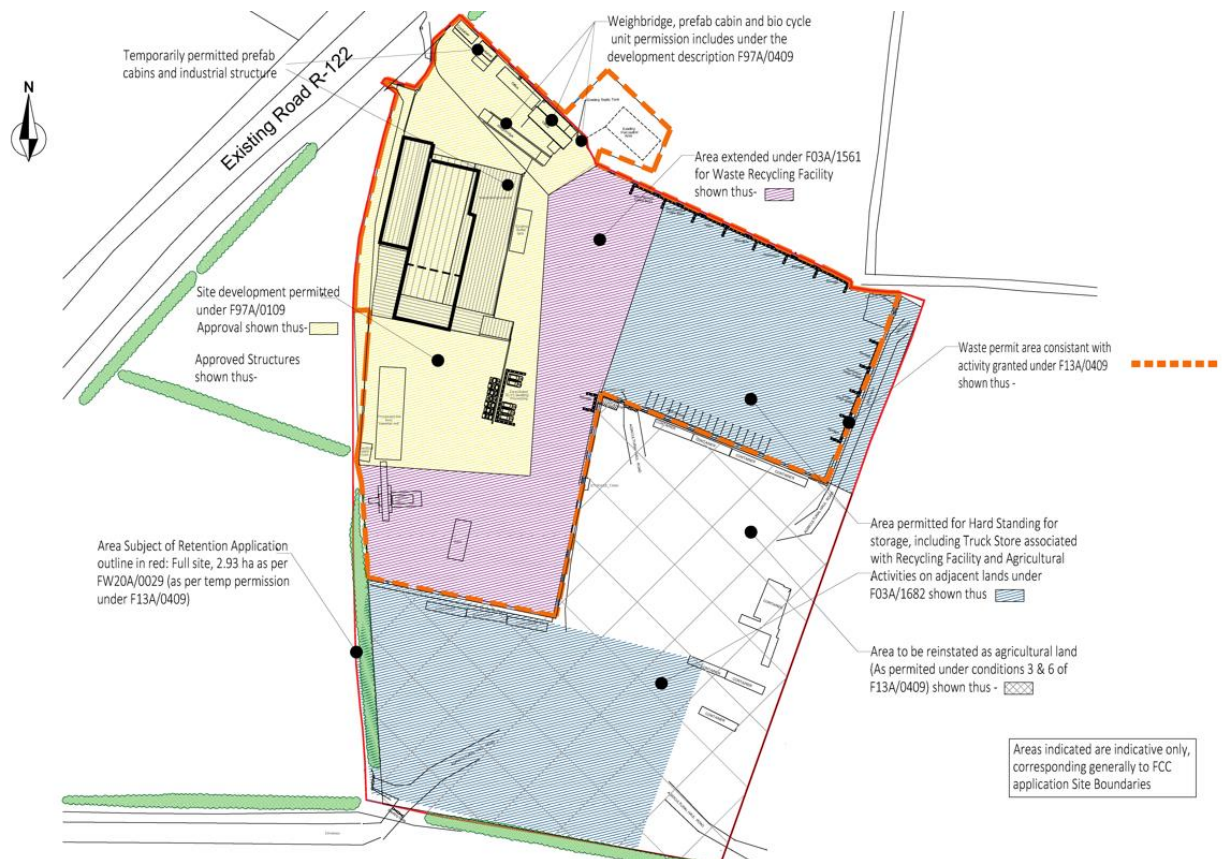 Temporarily permitted prefab
cabins and industrial structure
Weighbridge, prefab cabin and bio cycle
unit permission includes under the
development description F97A/0409
N
Existing Road R-122
Area extended under F03A/1561
for Waste Recycling Facility
shown thus-
Site development permitted
under F97A/0109
Approval shown thus-
Approved Structures
shown thus-
Waste permit area consistant with
activity granted under F13A/0409
shown thus -
Area Subject of Retention Application
outline in red: Full site, 2.93 ha as per
FW20A/0029 (as per temp permission
under F13A/0409)
Area permitted for Hard Standing for
storage, including Truck Store associated
with Recycling Facility and Agricultural
Activities on adjacent lands under
F03A/1682 shown thus
Area to be reinstated as agricultural land
(As permited under conditions 3 & 6 of
F13A/0409) shown thus -
Areas indicated are indicative only,
corresponding generally to FCC
application Site Boundaries
CONTAINER
CONTAINER
CONTAINER
CONTAINER
CONTAINER
CONTAINER